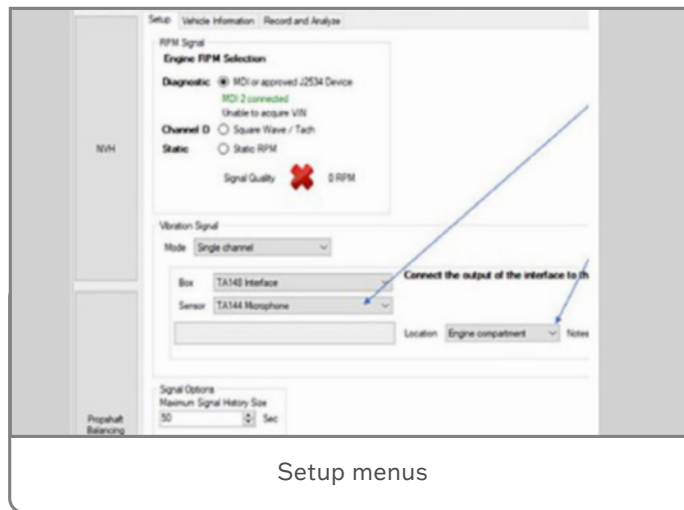 Setup Vehicle Information Record and Analyze
RPM Signal
Engine RPM Selection
Diagnostic MDI or approved J2534 Device
MDI 2 connected
Unable to acquire VIN
Channel D Square Wave / Tach
Static Static RPM
NVH
Signal Quality 0 RPM
Vibration Signal
Mode Single channel
Box TA148 Interface
Connect the output of the interface to th
Sensor TA144 Microphone
Location Engine compartment Notes
Signal Options
Maximum Signal History Size
50 Sec
Propshaft
Balancing
Setup menus